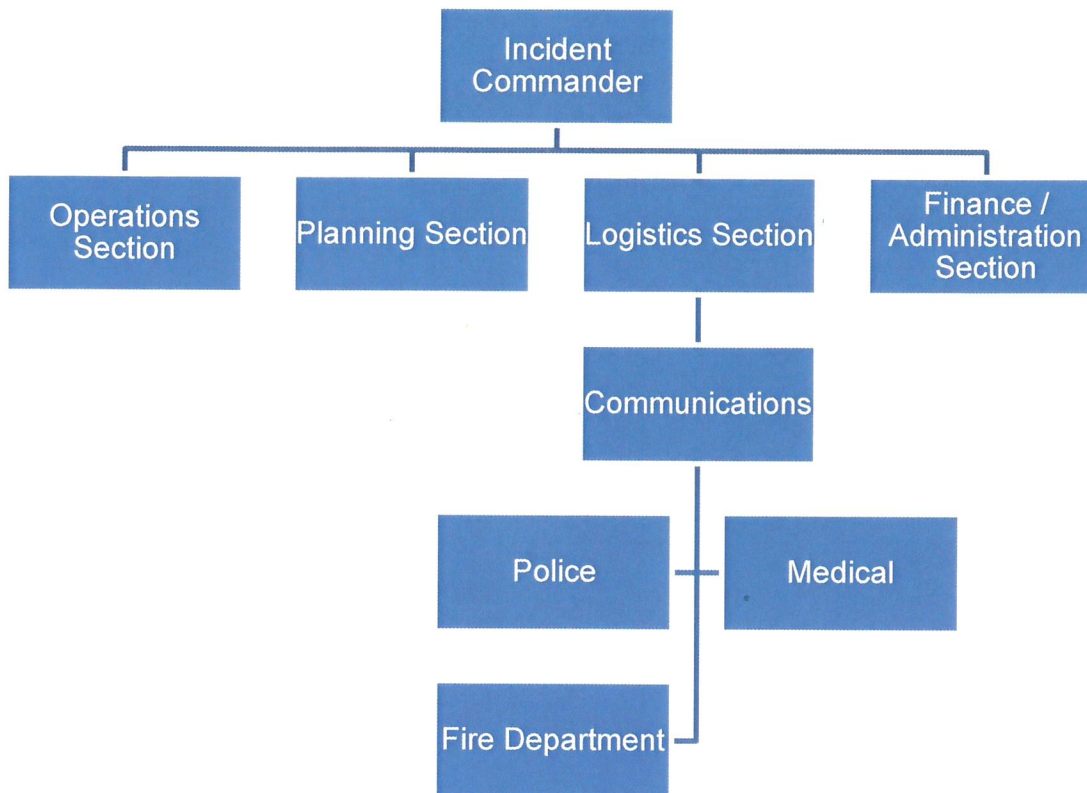 Incident
Commander
Operations
Section
Planning Section
Logistics Section
Finance /
Administration
Section
Communications
Police
Medical
Fire Department